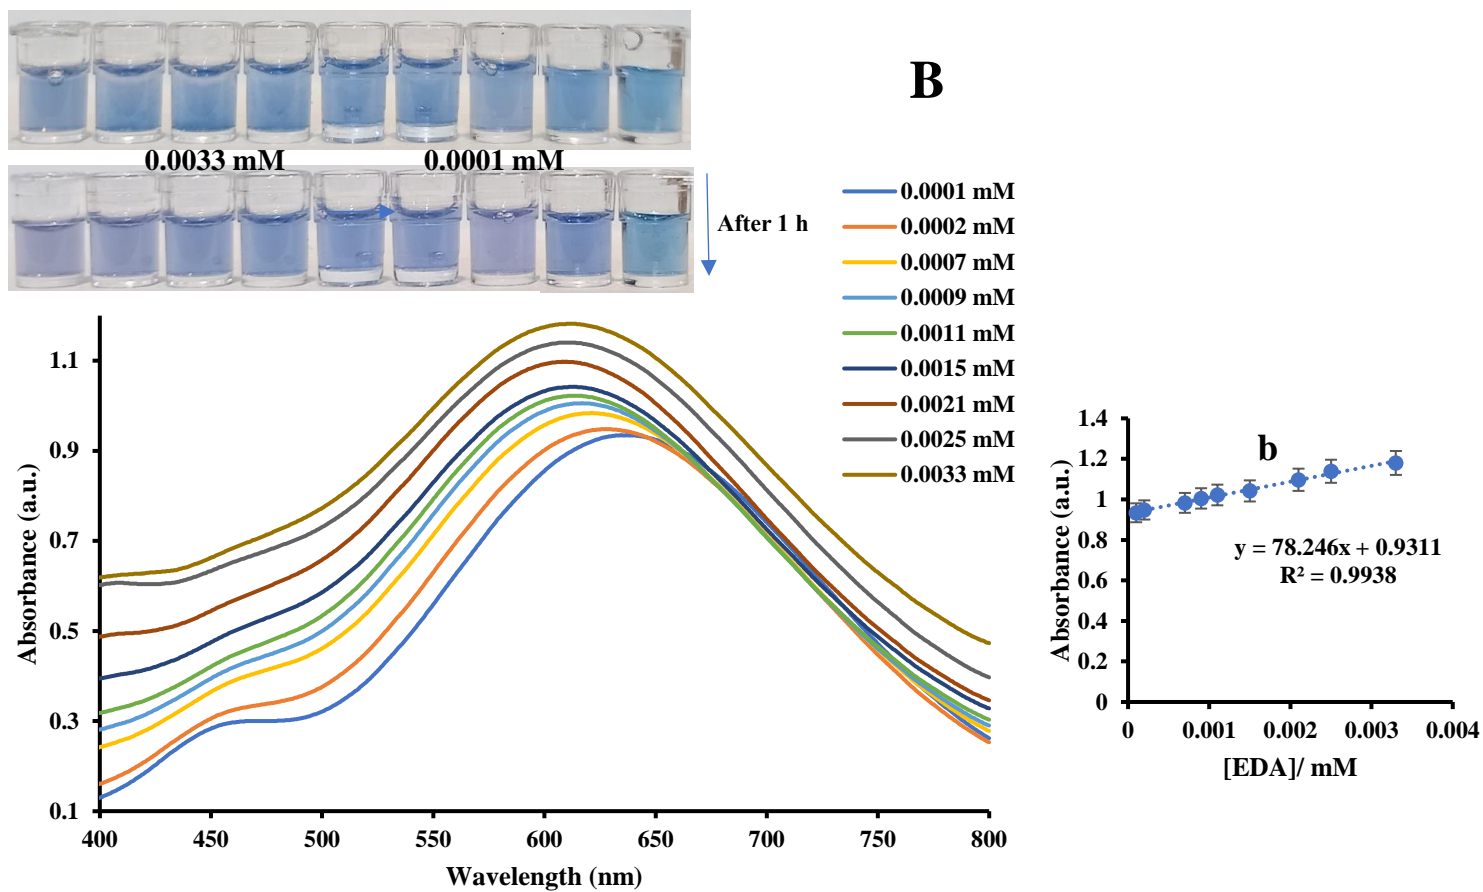 B
0.0033 mM 0.0001 mM
After 1 h
0.0001 mM
0.0002 mM
0.0007 mM
0.0009 mM
0.0011 mM
0.0015 mM
0.0021 mM
0.0025 mM
0.0033 mM
1.1
0.9
0.7
0.5
0.3
0.1
Absorbance (a.u.)
400 450 500 550 600 650 700 750 800
Wavelength (nm)
1.4
1.2
1
0.8
0.6
0.4
0.2
0
Absorbance (a.u.)
b
y = 78.246x + 0.9311
R² = 0.9938
0 0.001 0.002 0.003 0.004
[EDA]/ mM